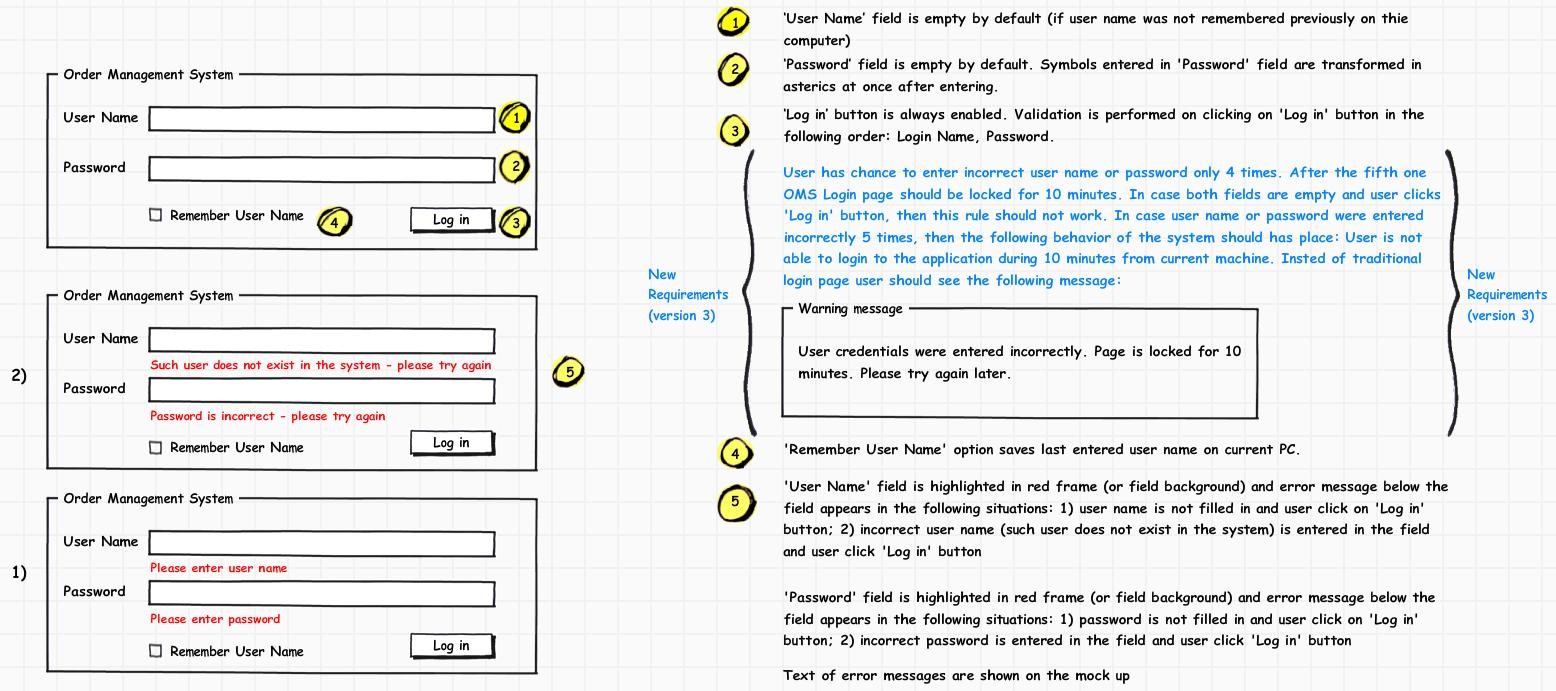 Order Management System
User Name
1
Password
2
Remember User Name
4
Log in
3
2)
Order Management System
User Name
Such user does not exist in the system - please try again
Password
5
Password is incorrect - please try again
Remember User Name
Log in
1)
Order Management System
User Name
Please enter user name
Password
Please enter password
Remember User Name
Log in
1
'User Name' field is empty by default (if user name was not remembered previously on thie
computer)
2
'Password' field is empty by default. Symbols entered in 'Password' field are transformed in
asterics at once after entering.
3
'Log in' button is always enabled. Validation is performed on clicking on 'Log in' button in the
following order: Login Name, Password.
New
Requirements
(version 3)
User has chance to enter incorrect user name or password only 4 times. After the fifth one
OMS Login page should be locked for 10 minutes. In case both fields are empty and user clicks
'Log in' button, then this rule should not work. In case user name or password were entered
incorrectly 5 times, then the following behavior of the system should has place: User is not
able to login to the application during 10 minutes from current machine. Insted of traditional
login page user should see the following message:
Warning message
User credentials were entered incorrectly. Page is locked for 10
minutes. Please try again later.
New
Requirements
(version 3)
4
'Remember User Name' option saves last entered user name on current PC.
5
'User Name' field is highlighted in red frame (or field background) and error message below the
field appears in the following situations: 1) user name is not filled in and user click on 'Log in'
button; 2) incorrect user name (such user does not exist in the system) is entered in the field
and user click 'Log in' button
'Password' field is highlighted in red frame (or field background) and error message below the
field appears in the following situations: 1) password is not filled in and user click on 'Log in'
button; 2) incorrect password is entered in the field and user click 'Log in' button
Text of error messages are shown on the mock up